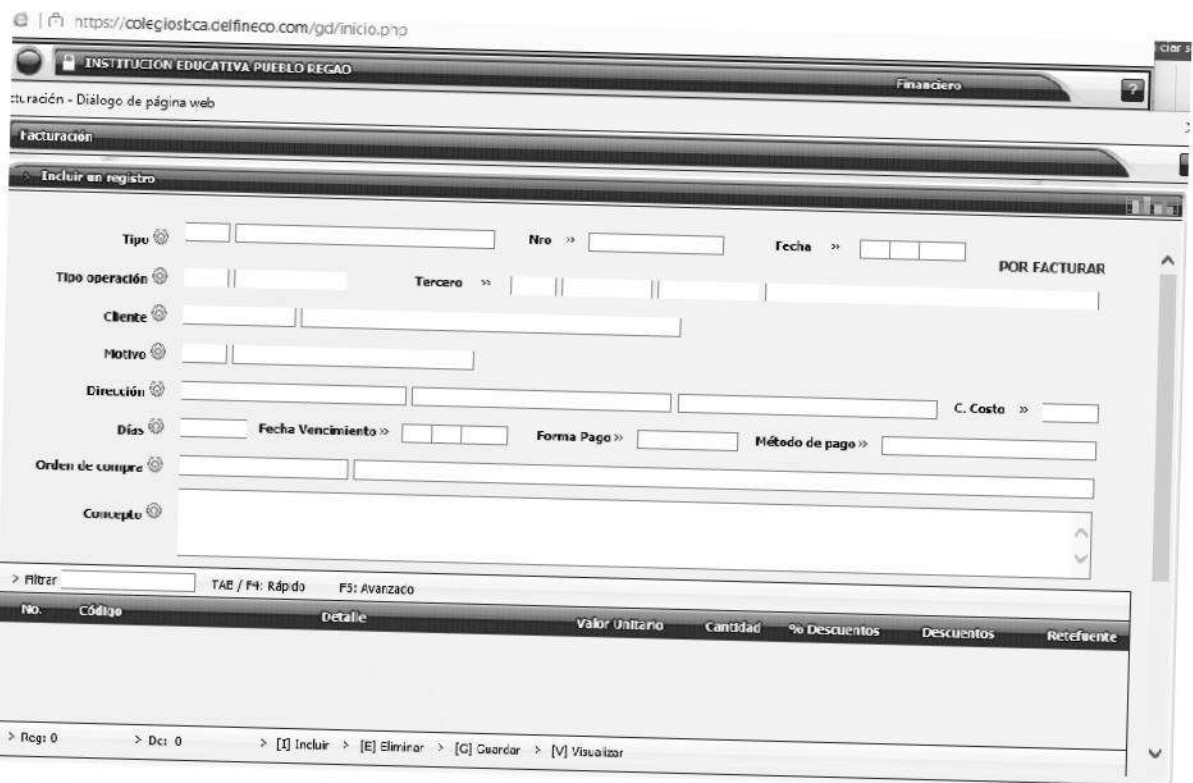 https://colegiosbca.delfineco.com/gd/inicio.php
INSTITUCION EDUCATIVA PUEBLO REGAO Financiero ?
cturación - Diálogo de página web
Facturación
Incluir un registro
Tipo Nro » Fecha »
POR FACTURAR
Tipo operación Tercero »
Cliente
Motivo
Dirección C. Costo »
Días Fecha Vencimiento » Forma Pago » Método de pago »
Orden de compra
Concepto
> Filtrar TAB / F4: Rápido F5: Avanzado
No. Código Detalle Valor Unitario Cantidad % Descuentos Descuentos Retefuente
> Reg: 0 > De: 0 > [I] Incluir > [E] Eliminar > [G] Guardar > [V] Visualizar